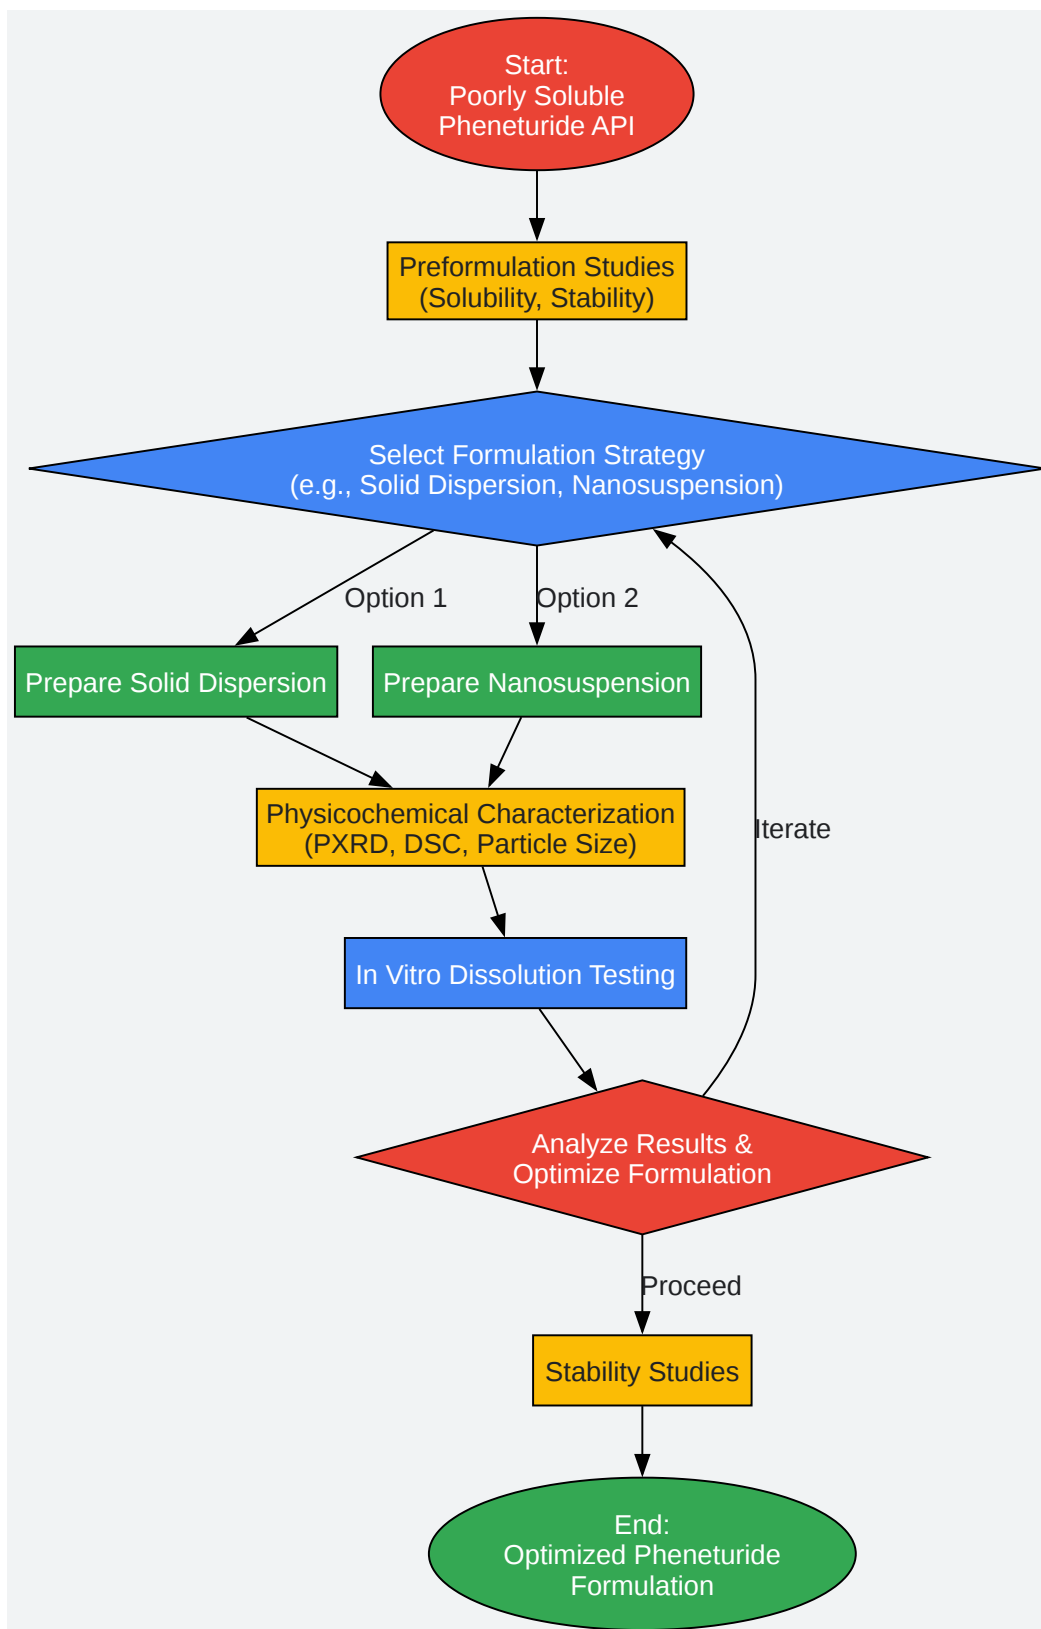 Start:
Poorly Soluble
Pheneturide API
Preformulation Studies
(Solubility, Stability)
Select Formulation Strategy
(e.g., Solid Dispersion, Nanosuspension)
Option 1
Option 2
Prepare Solid Dispersion
Prepare Nanosuspension
Physicochemical Characterization
(PXRD, DSC, Particle Size)
Iterate
In Vitro Dissolution Testing
Analyze Results &
Optimize Formulation
Proceed
Stability Studies
End:
Optimized Pheneturide
Formulation